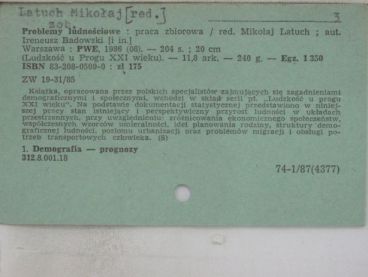 Latuch Mikołaj [red.]
zob. 3
Problemy ludnościowe : praca zbiorowa / red. Mikołaj Latuch ; aut.
Ireneusz Badowski [i in.]
Warszawa : PWE, 1986 (06). — 204 s. ; 20 cm
(Ludzkość u Progu XXI wieku). — 11,8 ark. — 240 g. — Egz. 1 350
ISBN 83-208-0509-0 : zł 175
ZW 19-31/85
Książka, opracowana przez polskich specjalistów zajmujących się zagadnieniami
demograficznymi i społecznymi, wchodzi w skład serii pt. „Ludzkość u progu
XXI wieku". Na podstawie dokumentacji statystycznej przedstawiono w niniej-
szej pracy stan istniejący i perspektywiczny przyrost ludności w układach
przestrzennych, przy uwzględnieniu: zróżnicowania ekonomicznego społeczeństw,
współczesnych wzorców umieralności, idei planowania rodziny, struktury demo-
graficznej ludności, poziomu urbanizacji oraz problemów migracji i obsługi po-
trzeb transportowych człowieka. (S)
1. Demografia — prognozy
312.8.001.18
74-1/87(4377)